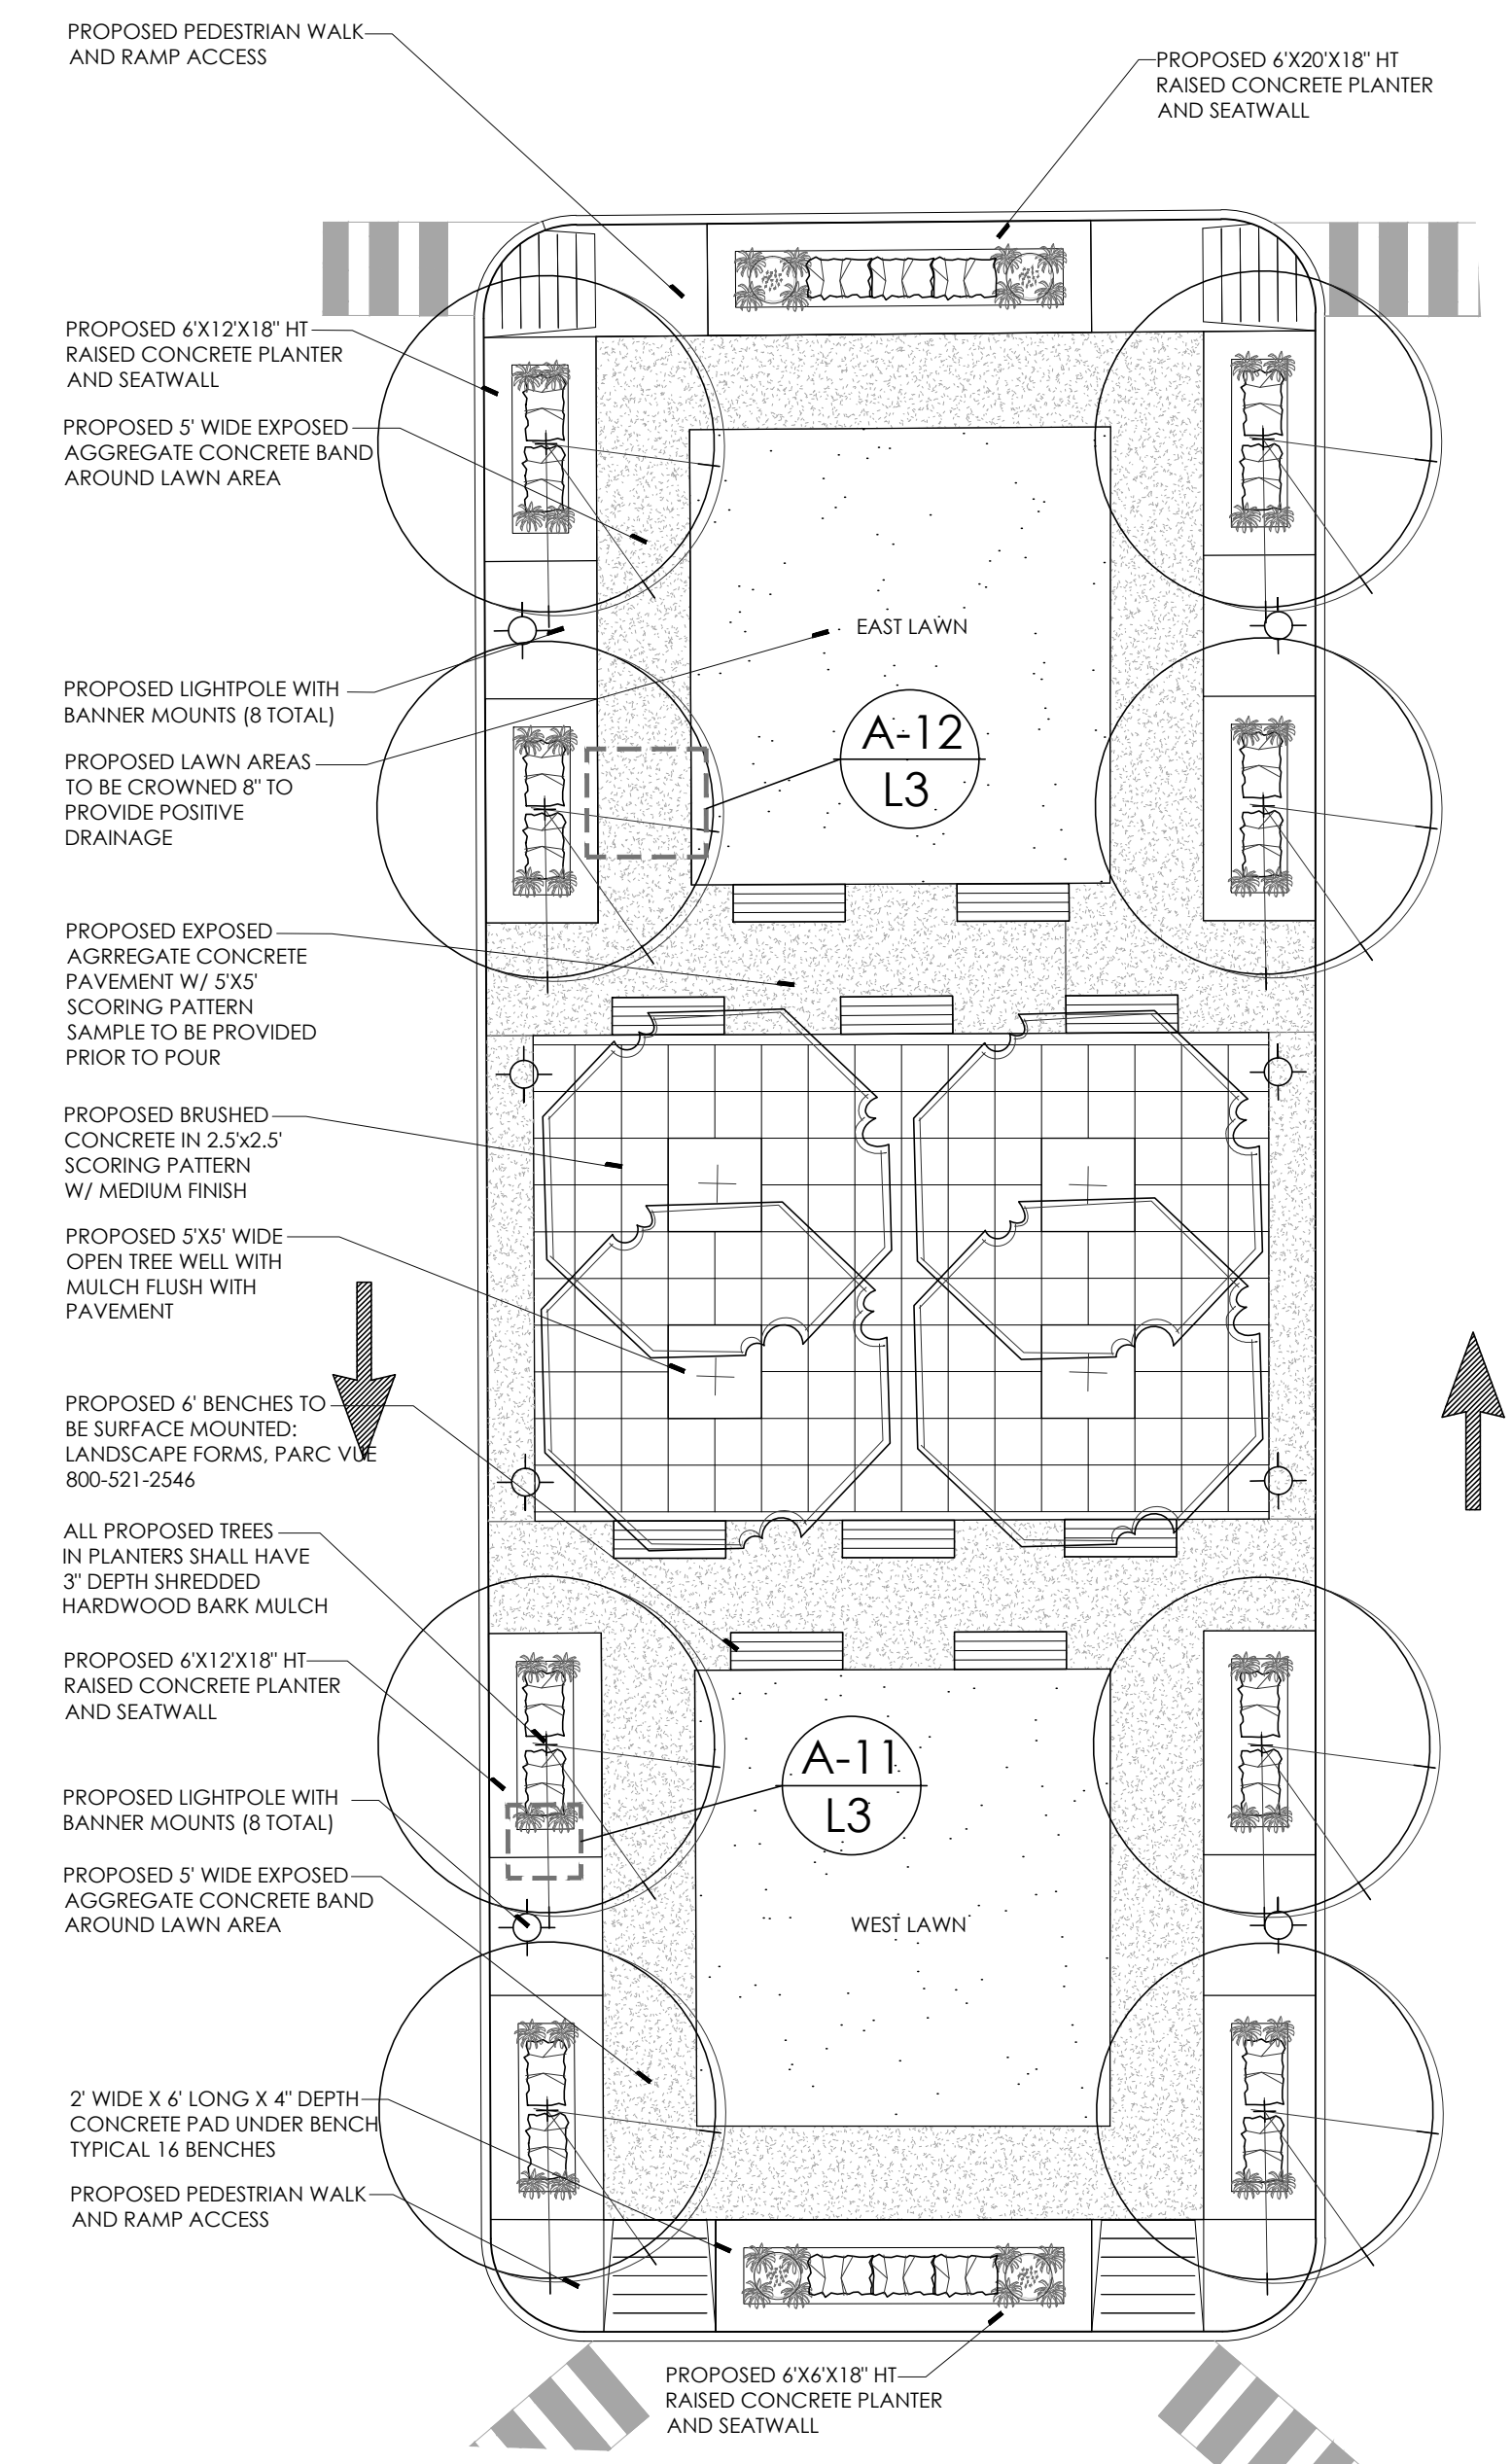 PROPOSED PEDESTRIAN WALK
AND RAMP ACCESS
PROPOSED 6'X20'X18" HT
RAISED CONCRETE PLANTER
AND SEATWALL
PROPOSED 6'X12'X18" HT
RAISED CONCRETE PLANTER
AND SEATWALL
PROPOSED 5' WIDE EXPOSED
AGGREGATE CONCRETE BAND
AROUND LAWN AREA
EAST LAWN
PROPOSED LIGHTPOLE WITH
BANNER MOUNTS (8 TOTAL)
A-12
L3
PROPOSED LAWN AREAS
TO BE CROWNED 8" TO
PROVIDE POSITIVE
DRAINAGE
PROPOSED EXPOSED
AGRREGATE CONCRETE
PAVEMENT W/ 5'X5'
SCORING PATTERN
SAMPLE TO BE PROVIDED
PRIOR TO POUR
PROPOSED BRUSHED
CONCRETE IN 2.5'x2.5'
SCORING PATTERN
W/ MEDIUM FINISH
PROPOSED 5'X5' WIDE
OPEN TREE WELL WITH
MULCH FLUSH WITH
PAVEMENT
PROPOSED 6' BENCHES TO
BE SURFACE MOUNTED:
LANDSCAPE FORMS, PARC VUE
800-521-2546
ALL PROPOSED TREES
IN PLANTERS SHALL HAVE
3" DEPTH SHREDDED
HARDWOOD BARK MULCH
PROPOSED 6'X12'X18" HT
RAISED CONCRETE PLANTER
AND SEATWALL
A-11
L3
PROPOSED LIGHTPOLE WITH
BANNER MOUNTS (8 TOTAL)
PROPOSED 5' WIDE EXPOSED
AGGREGATE CONCRETE BAND
AROUND LAWN AREA
WEST LAWN
2' WIDE X 6' LONG X 4" DEPTH
CONCRETE PAD UNDER BENCH
TYPICAL 16 BENCHES
PROPOSED PEDESTRIAN WALK
AND RAMP ACCESS
PROPOSED 6'X6'X18" HT
RAISED CONCRETE PLANTER
AND SEATWALL